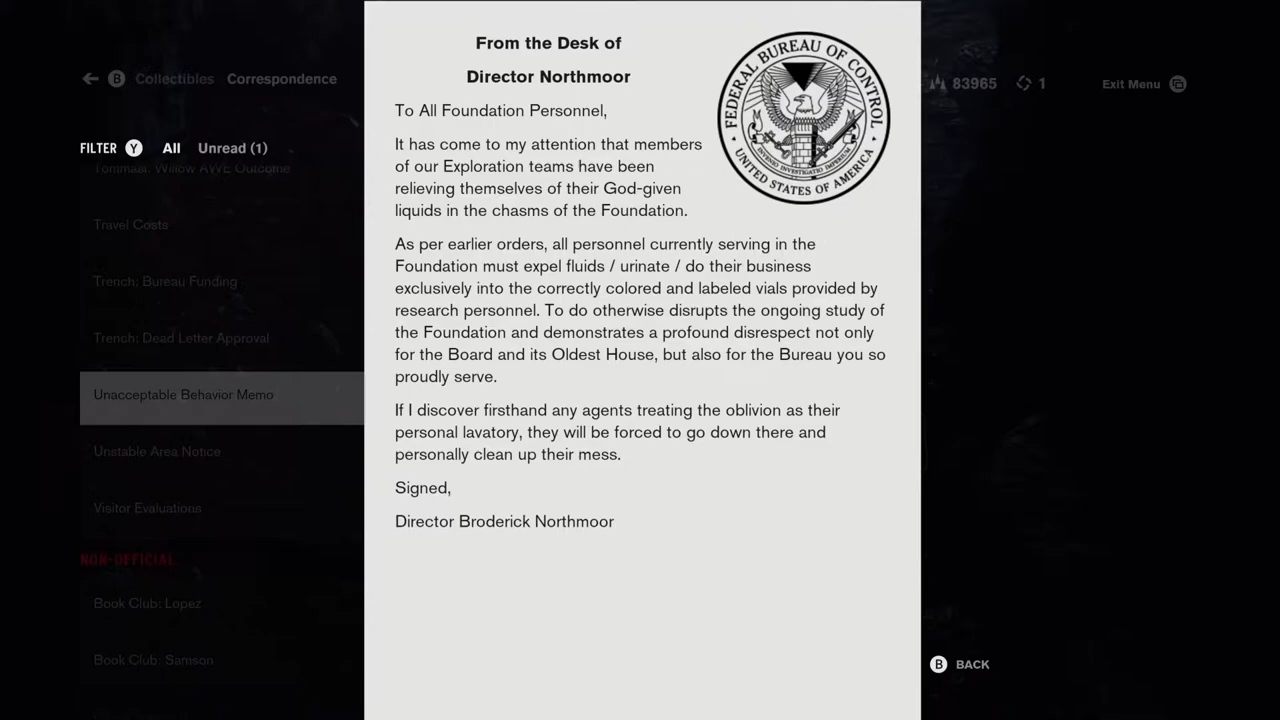 From the Desk of
Director Northmoor
FEDERAL BUREAU OF CONTROL
INVENIO INVESTIGATIO IMPERIUM
UNITED STATES OF AMERICA
B Collectibles Correspondence
83965 1 Exit Menu
FILTER Y All Unread (1)
Tommasi: Willow AWE Outcome
Travel Costs
Trench: Bureau Funding
Trench: Dead Letter Approval
Unacceptable Behavior Memo
Unstable Area Notice
Visitor Evaluations
NON-OFFICIAL
Book Club: Lopez
Book Club: Samson
To All Foundation Personnel,
It has come to my attention that members
of our Exploration teams have been
relieving themselves of their God-given
liquids in the chasms of the Foundation.
As per earlier orders, all personnel currently serving in the
Foundation must expel fluids / urinate / do their business
exclusively into the correctly colored and labeled vials provided by
research personnel. To do otherwise disrupts the ongoing study of
the Foundation and demonstrates a profound disrespect not only
for the Board and its Oldest House, but also for the Bureau you so
proudly serve.
If I discover firsthand any agents treating the oblivion as their
personal lavatory, they will be forced to go down there and
personally clean up their mess.
Signed,
Director Broderick Northmoor
B BACK